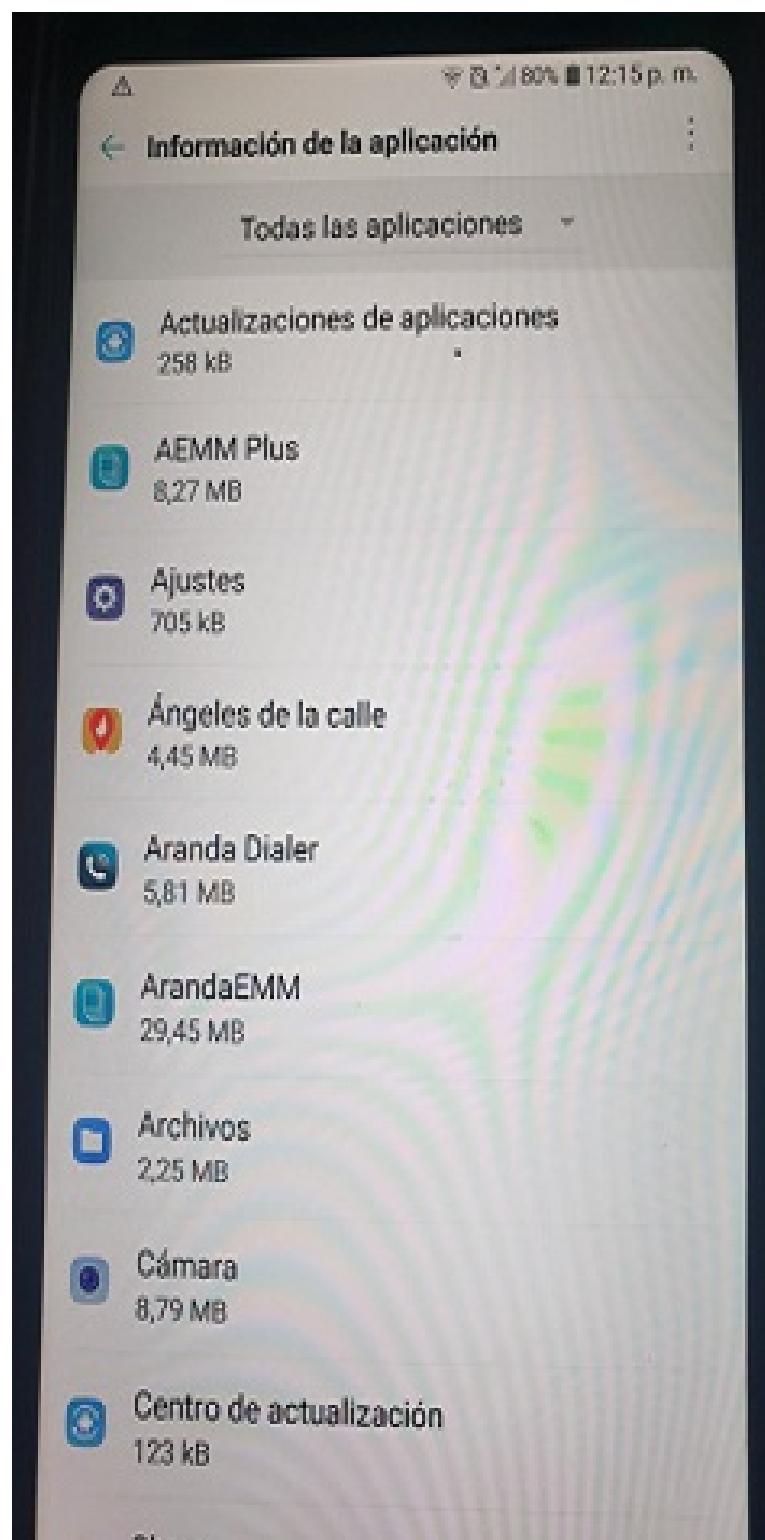 80% 12:15 p. m.
Información de la aplicación
Todas las aplicaciones
Actualizaciones de aplicaciones
258 kB
AEMM Plus
8,27 MB
Ajustes
705 kB
Ángeles de la calle
4,45 MB
Aranda Dialer
5,81 MB
ArandaEMM
29,45 MB
Archivos
2,25 MB
Cámara
8,79 MB
Centro de actualización
123 kB